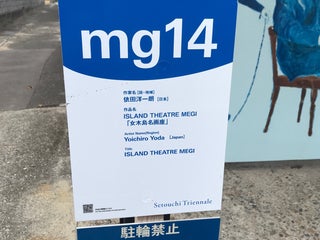 mg14
作家名 [国・地域]
依田洋一朗 [日本]
作品名
ISLAND THEATRE MEGI
「女木島名画座」
Artist Name[Region]
Yoichiro Yoda [Japan]
Title
ISLAND THEATRE MEGI
Setouchi Triennale
駐輪禁止